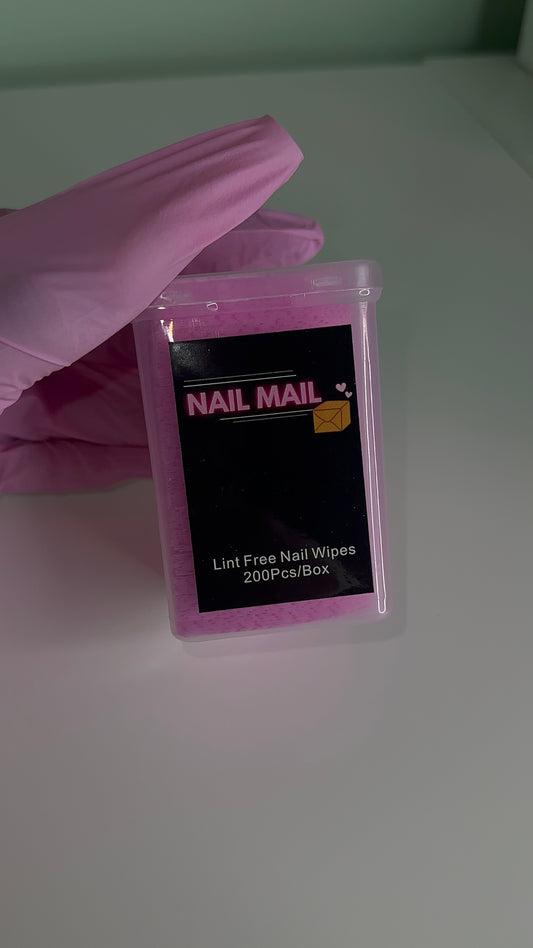 NAIL MAIL
Lint Free Nail Wipes
200Pcs/Box